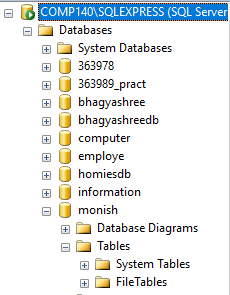 COMP140\SQLEXPRESS (SQL Server
Databases
System Databases
363978
363989_pract
bhagyashree
bhagyashreedb
computer
employe
homiesdb
information
monish
Database Diagrams
Tables
System Tables
FileTables